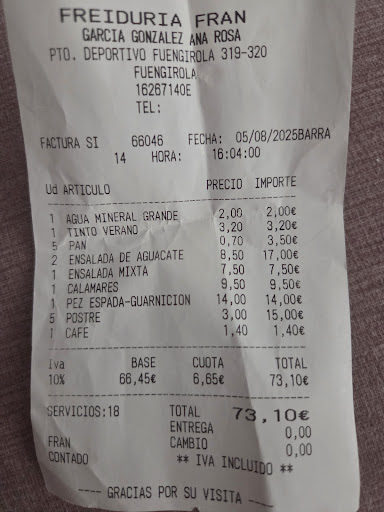 FREIDURIA FRAN
GARCIA GONZALEZ ANA ROSA
PTO. DEPORTIVO FUENGIROLA 319-320
FUENGIROLA
16267140E
TEL:
FACTURA SI 66046 FECHA: 05/08/2025BARRA
14 HORA: 16:04:00
Ud ARTICULO PRECIO IMPORTE
1 AGUA MINERAL GRANDE 2,00 2,00€
1 TINTO VERANO 3,20 3,20€
5 PAN 0,70 3,50€
2 ENSALADA DE AGUACATE 8,50 17,00€
1 ENSALADA MIXTA 7,50 7,50€
1 CALAMARES 9,50 9,50€
1 PEZ ESPADA-GUARNICION 14,00 14,00€
5 POSTRE 3,00 15,00€
1 CAFE 1,40 1,40€
Iva BASE CUOTA TOTAL
10% 66,45€ 6,65€ 73,10€
SERVICIOS:18 TOTAL 73,10€
ENTREGA 0,00
FRAN CAMBIO 0,00
CONTADO ** IVA INCLUIDO **
---- GRACIAS POR SU VISITA ----